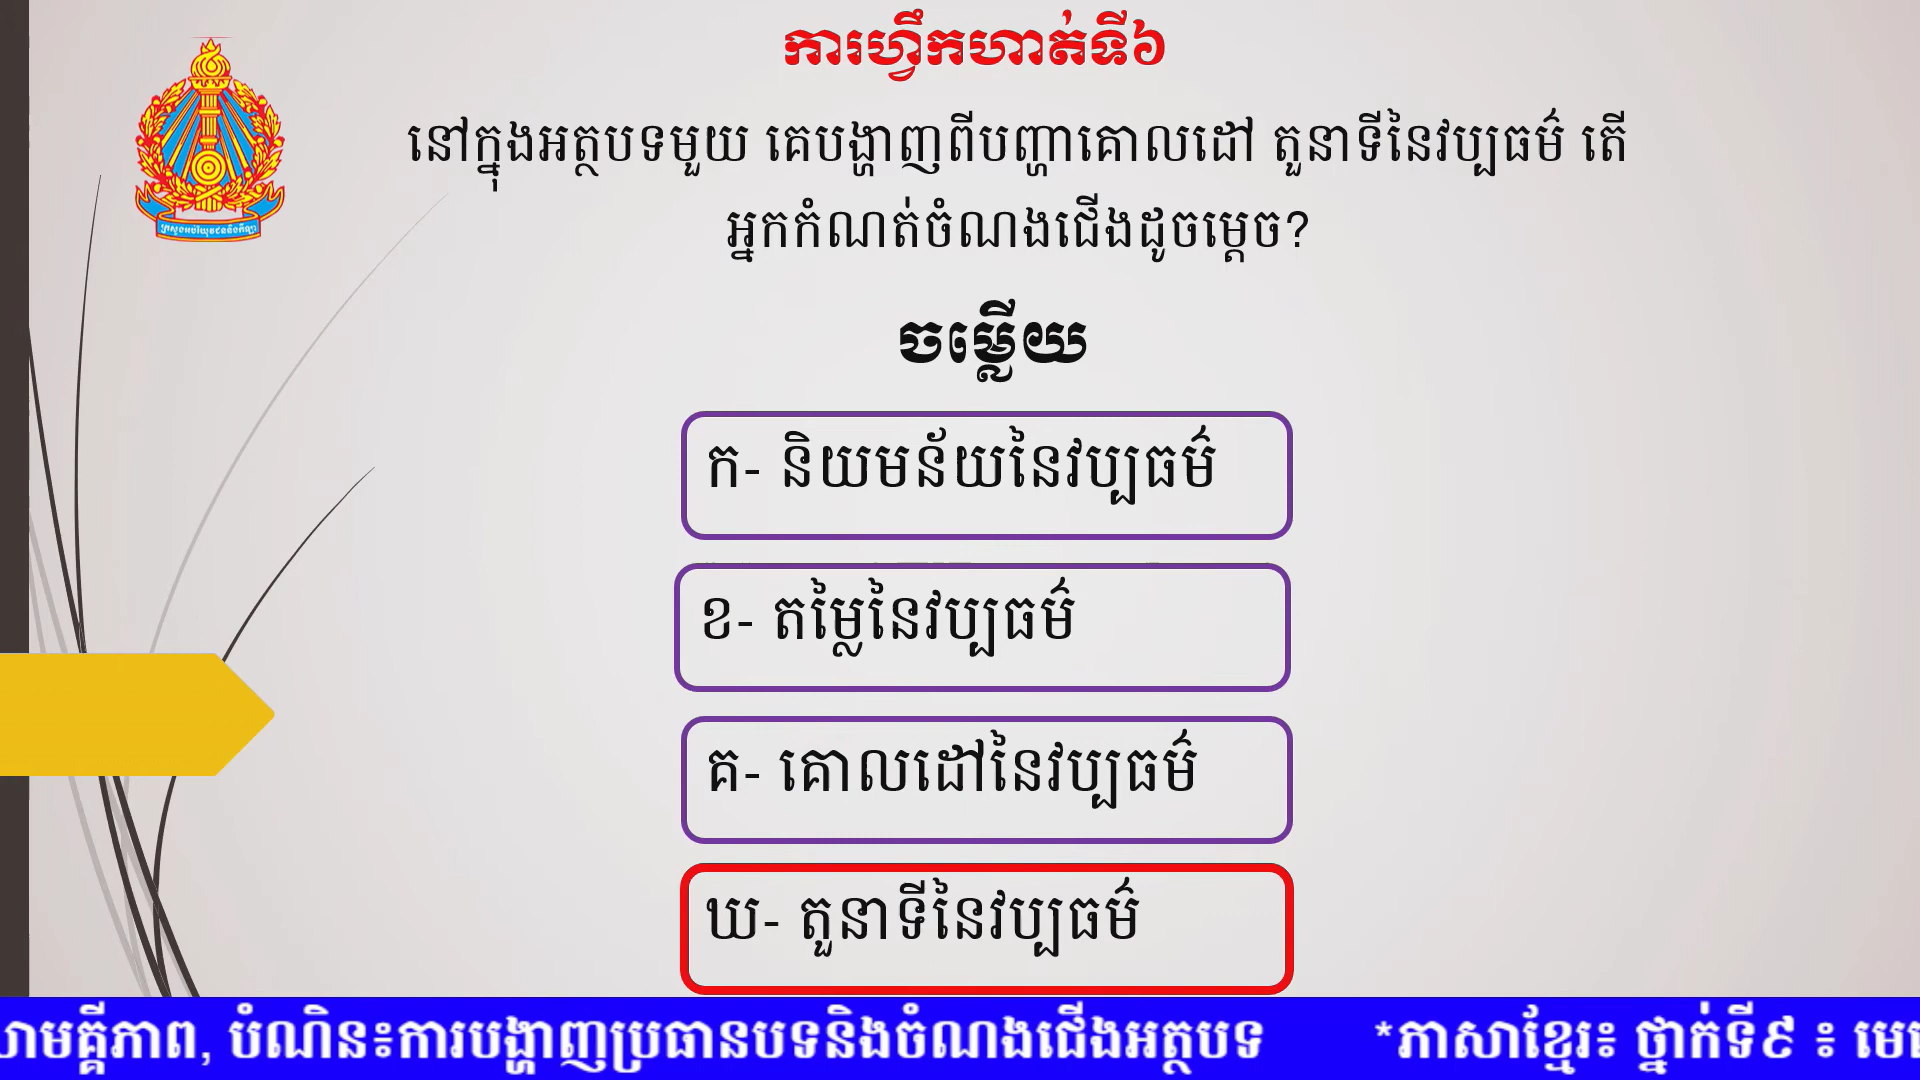 ការហ្វឹកហាត់ទី៦
នៅក្នុងអត្ថបទមួយ គេបង្ហាញពីបញ្ហាគោលដៅ តួនាទីនៃវប្បធម៌ តើ
អ្នកកំណត់ចំណងជើងដូចម្ដេច?
ចម្លើយ
ក- និយមន័យនៃវប្បធម៌
ខ- តម្លៃនៃវប្បធម៌
គ- គោលដៅនៃវប្បធម៌
ឃ- តួនាទីនៃវប្បធម៌
ាមគ្គីភាព, បំណិន៖ការបង្ហាញប្រធានបទនិងចំណងជើងអត្ថបទ *ភាសាខ្មែរ៖ ថ្នាក់ទី៩ ៖ មេ